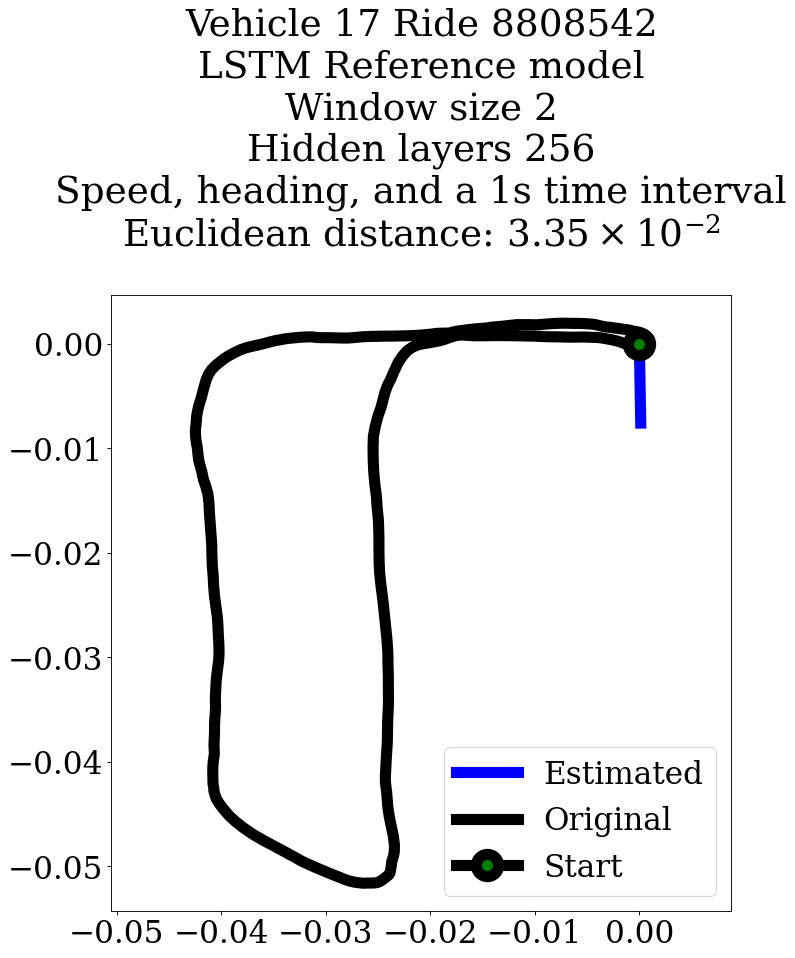 Vehicle 17 Ride 8808542
LSTM Reference model
Window size 2
Hidden layers 256
Speed, heading, and a 1s time interval
Euclidean distance: 3.35 × 10⁻²
0.00
−0.01
−0.02
−0.03
−0.04
−0.05
Estimated
Original
Start
−0.05 −0.04 −0.03 −0.02 −0.01 0.00